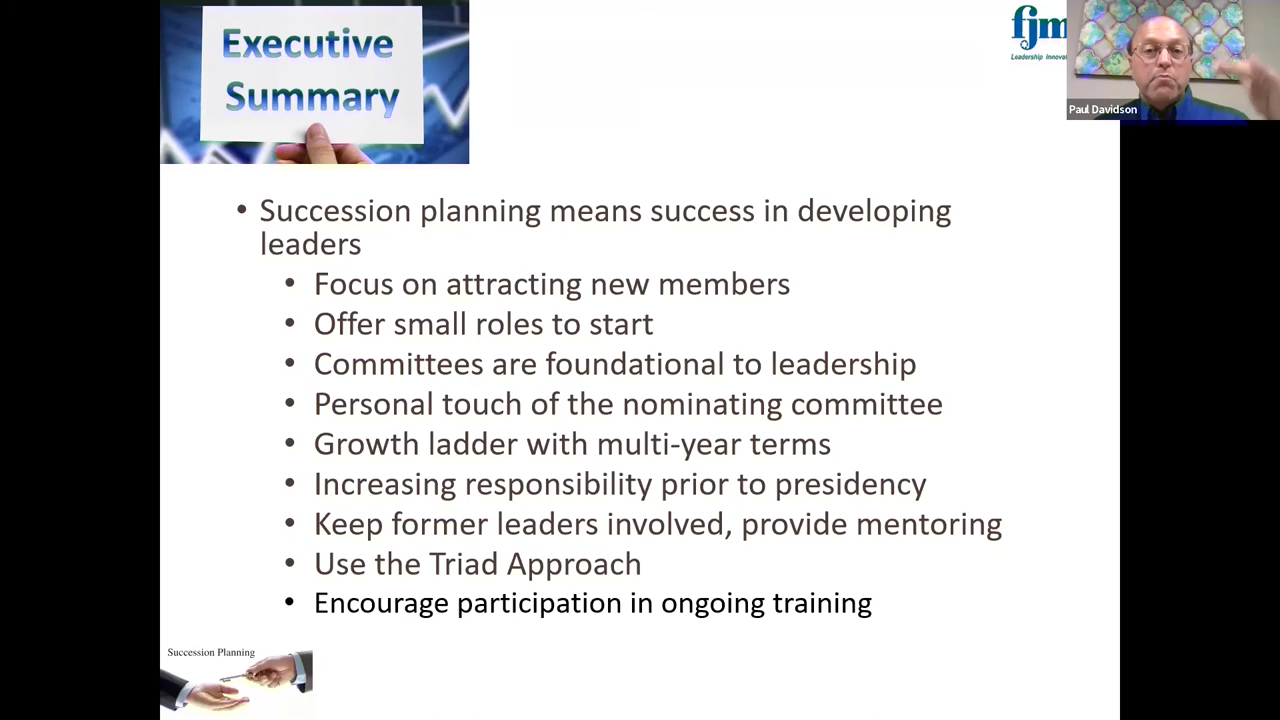 Executive
Summary
fjm
Leadership Innova
Paul Davidson
• Succession planning means success in developing
leaders
• Focus on attracting new members
• Offer small roles to start
• Committees are foundational to leadership
• Personal touch of the nominating committee
• Growth ladder with multi-year terms
• Increasing responsibility prior to presidency
• Keep former leaders involved, provide mentoring
• Use the Triad Approach
• Encourage participation in ongoing training
Succession Planning